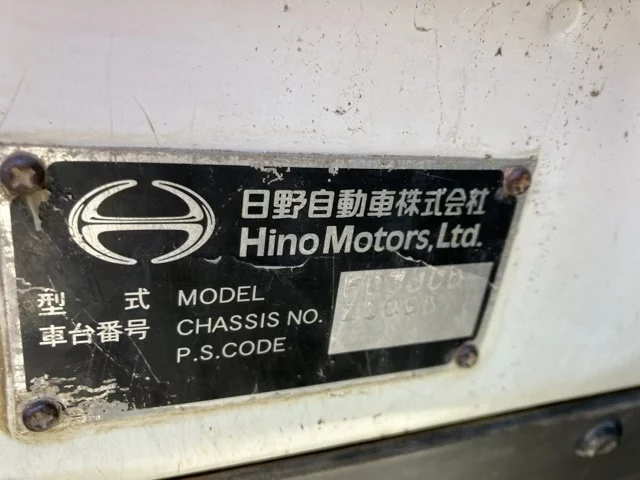 日野自動車株式会社
Hino Motors, Ltd.
型 式 MODEL
車台番号 CHASSIS NO.
P.S.CODE